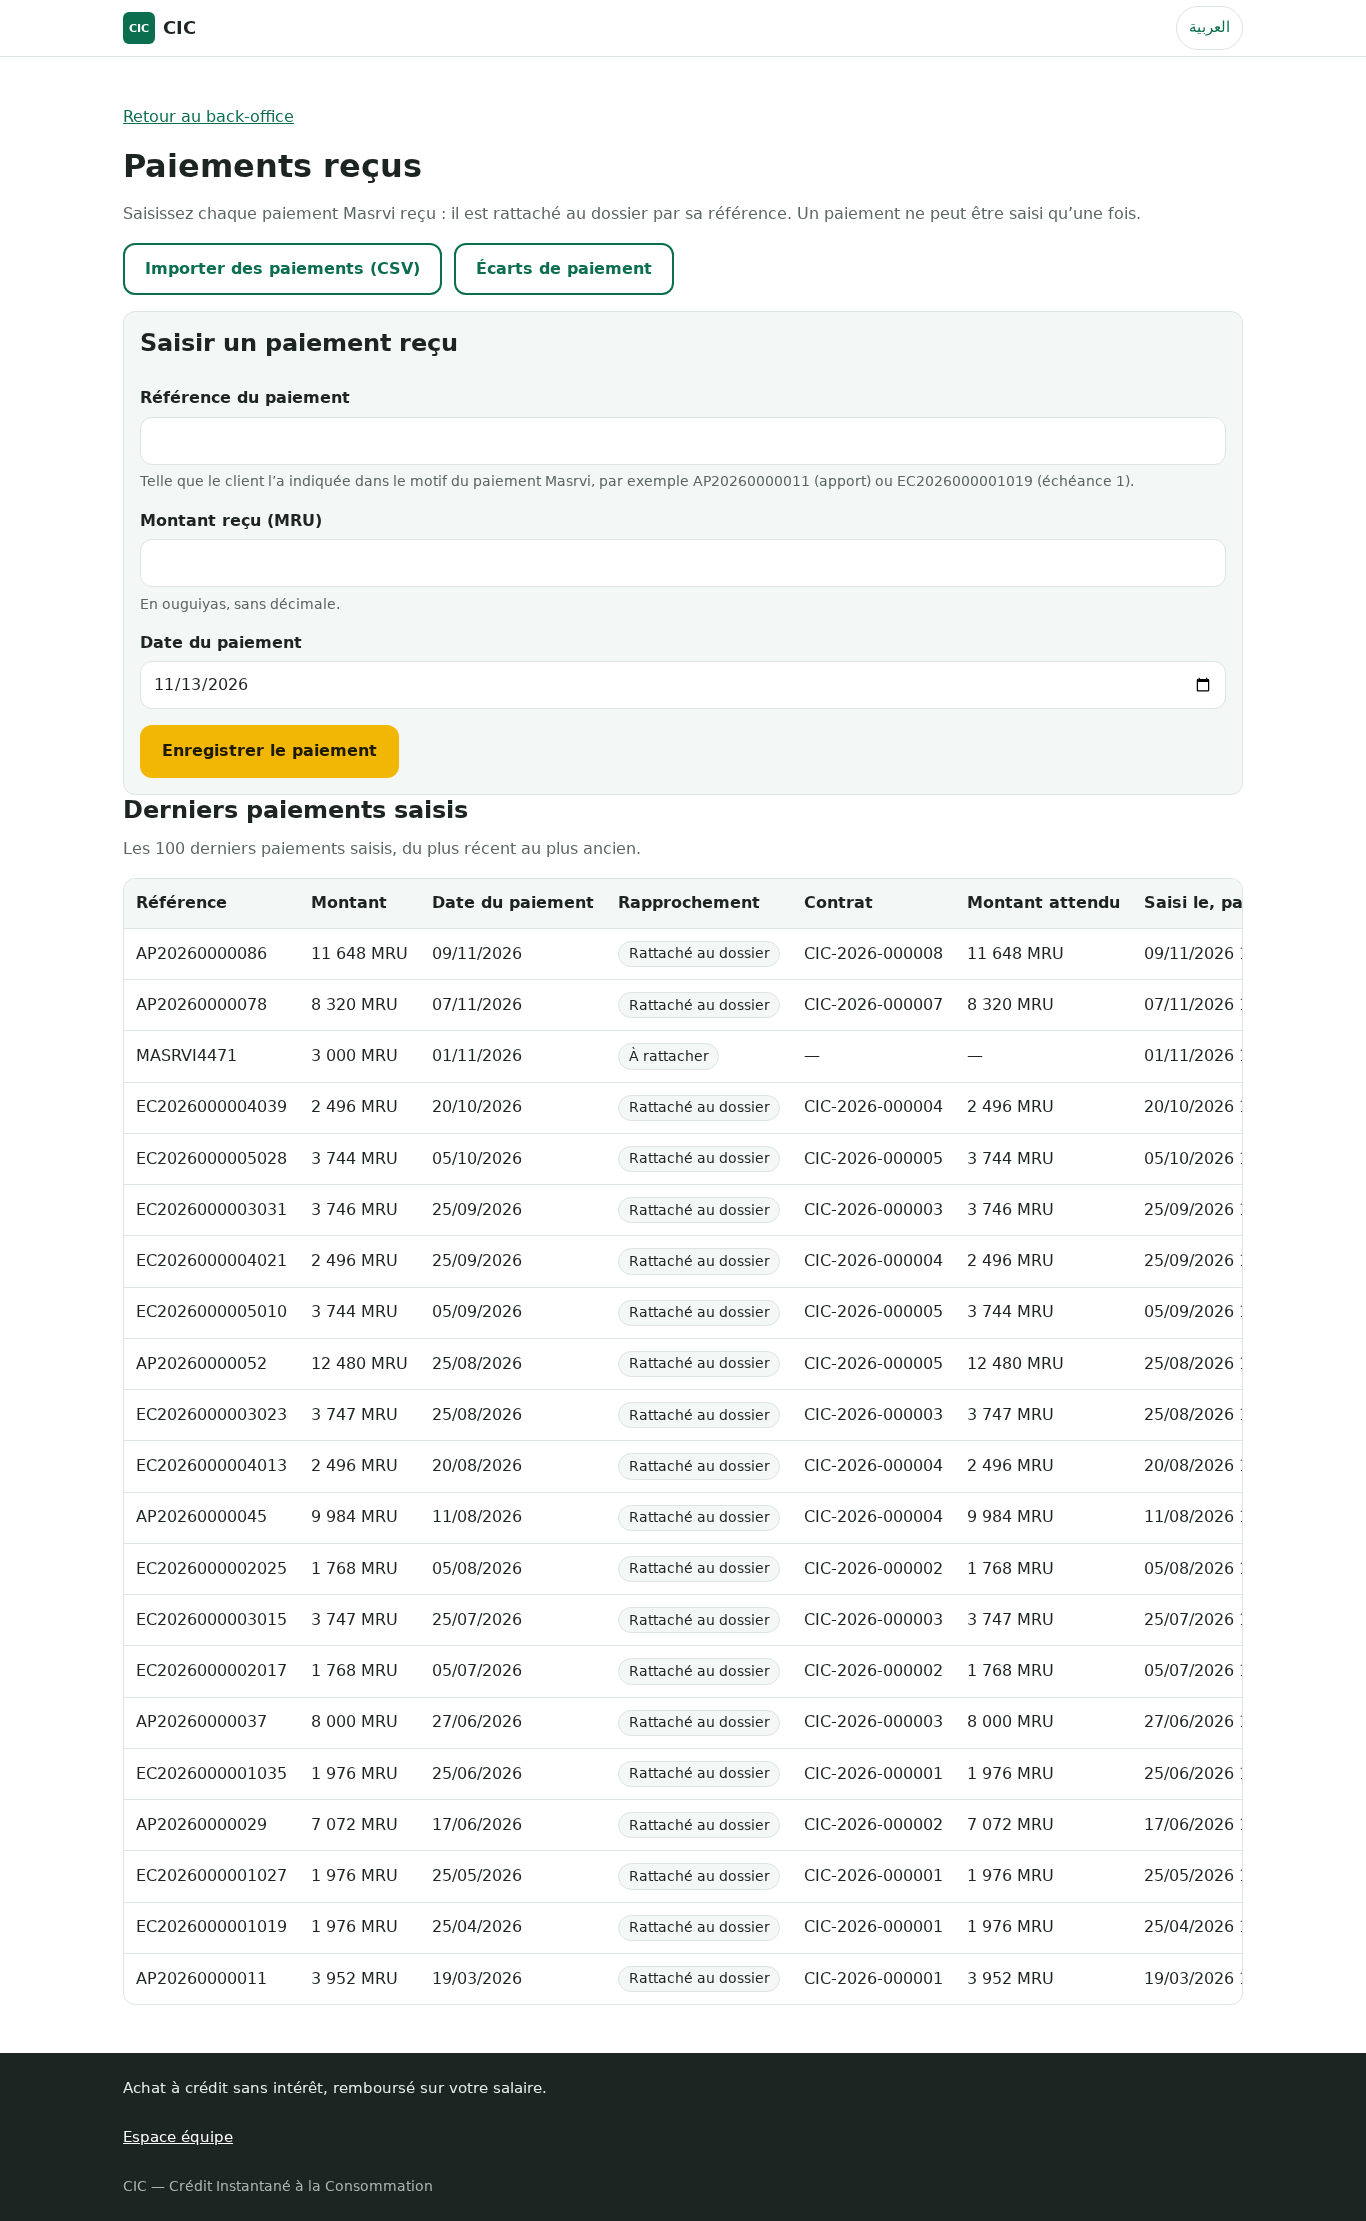 CIC CIC العربية
Retour au back-office
Paiements reçus
Saisissez chaque paiement Masrvi reçu : il est rattaché au dossier par sa référence. Un paiement ne peut être saisi qu’une fois.
Importer des paiements (CSV) Écarts de paiement
Saisir un paiement reçu
Référence du paiement
Telle que le client l’a indiquée dans le motif du paiement Masrvi, par exemple AP20260000011 (apport) ou EC2026000001019 (échéance 1).
Montant reçu (MRU)
En ouguiyas, sans décimale.
Date du paiement
11/13/2026
Enregistrer le paiement
Derniers paiements saisis
Les 100 derniers paiements saisis, du plus récent au plus ancien.
Référence Montant Date du paiement Rapprochement Contrat Montant attendu Saisi le, pa
AP20260000086 11 648 MRU 09/11/2026 Rattaché au dossier CIC-2026-000008 11 648 MRU 09/11/2026
AP20260000078 8 320 MRU 07/11/2026 Rattaché au dossier CIC-2026-000007 8 320 MRU 07/11/2026
MASRVI4471 3 000 MRU 01/11/2026 À rattacher — — 01/11/2026
EC2026000004039 2 496 MRU 20/10/2026 Rattaché au dossier CIC-2026-000004 2 496 MRU 20/10/2026
EC2026000005028 3 744 MRU 05/10/2026 Rattaché au dossier CIC-2026-000005 3 744 MRU 05/10/2026
EC2026000003031 3 746 MRU 25/09/2026 Rattaché au dossier CIC-2026-000003 3 746 MRU 25/09/2026
EC2026000004021 2 496 MRU 25/09/2026 Rattaché au dossier CIC-2026-000004 2 496 MRU 25/09/2026
EC2026000005010 3 744 MRU 05/09/2026 Rattaché au dossier CIC-2026-000005 3 744 MRU 05/09/2026
AP20260000052 12 480 MRU 25/08/2026 Rattaché au dossier CIC-2026-000005 12 480 MRU 25/08/2026
EC2026000003023 3 747 MRU 25/08/2026 Rattaché au dossier CIC-2026-000003 3 747 MRU 25/08/2026
EC2026000004013 2 496 MRU 20/08/2026 Rattaché au dossier CIC-2026-000004 2 496 MRU 20/08/2026
AP20260000045 9 984 MRU 11/08/2026 Rattaché au dossier CIC-2026-000004 9 984 MRU 11/08/2026
EC2026000002025 1 768 MRU 05/08/2026 Rattaché au dossier CIC-2026-000002 1 768 MRU 05/08/2026
EC2026000003015 3 747 MRU 25/07/2026 Rattaché au dossier CIC-2026-000003 3 747 MRU 25/07/2026
EC2026000002017 1 768 MRU 05/07/2026 Rattaché au dossier CIC-2026-000002 1 768 MRU 05/07/2026
AP20260000037 8 000 MRU 27/06/2026 Rattaché au dossier CIC-2026-000003 8 000 MRU 27/06/2026
EC2026000001035 1 976 MRU 25/06/2026 Rattaché au dossier CIC-2026-000001 1 976 MRU 25/06/2026
AP20260000029 7 072 MRU 17/06/2026 Rattaché au dossier CIC-2026-000002 7 072 MRU 17/06/2026
EC2026000001027 1 976 MRU 25/05/2026 Rattaché au dossier CIC-2026-000001 1 976 MRU 25/05/2026
EC2026000001019 1 976 MRU 25/04/2026 Rattaché au dossier CIC-2026-000001 1 976 MRU 25/04/2026
AP20260000011 3 952 MRU 19/03/2026 Rattaché au dossier CIC-2026-000001 3 952 MRU 19/03/2026
Achat à crédit sans intérêt, remboursé sur votre salaire.
Espace équipe
CIC — Crédit Instantané à la Consommation